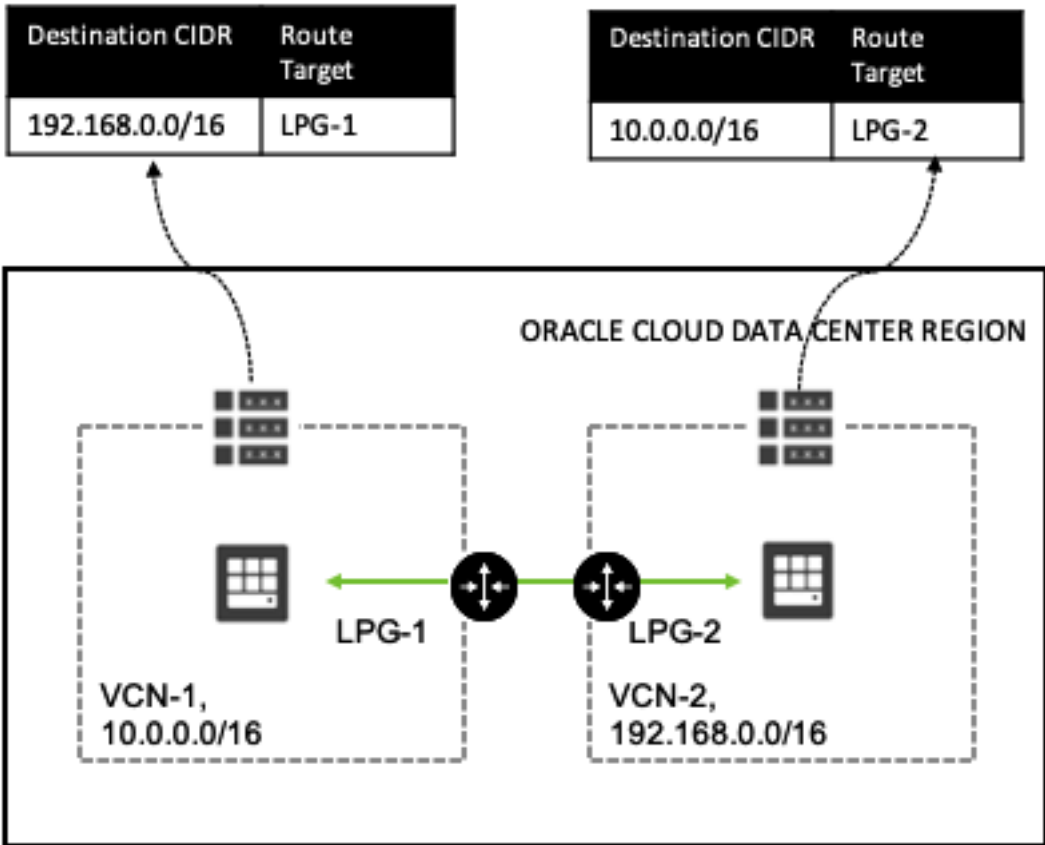 Destination CIDR Route
Target
192.168.0.0/16 LPG-1
Destination CIDR Route
Target
10.0.0.0/16 LPG-2
ORACLE CLOUD DATA CENTER REGION
LPG-1
LPG-2
VCN-1,
10.0.0.0/16
VCN-2,
192.168.0.0/16